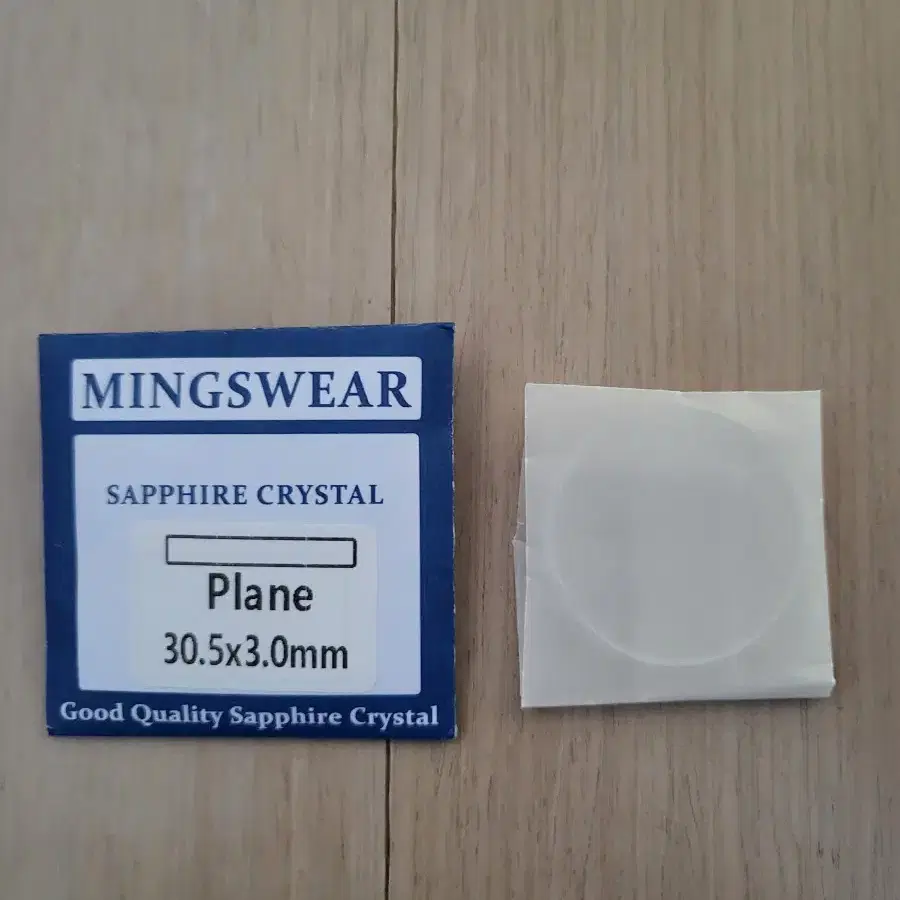 MINGSWEAR
SAPPHIRE CRYSTAL
Plane
30.5x3.0mm
Good Quality Sapphire Crystal